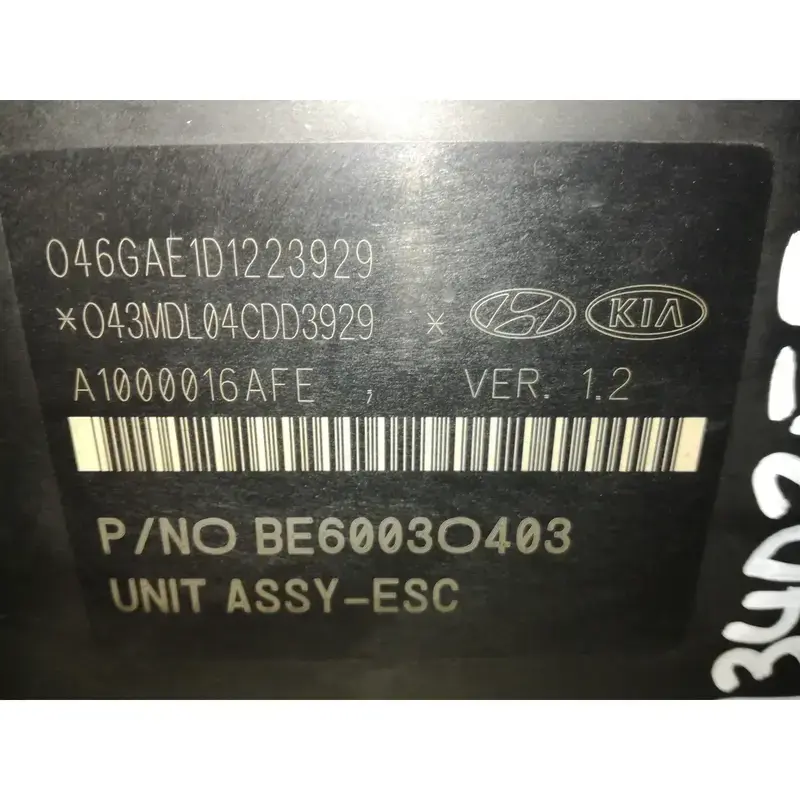 046GAE1D1223929
*043MDL04CDD3929 *
KIA
A1000016AFE , VER. 1.2
P/NO BE60030403
UNIT ASSY-ESC